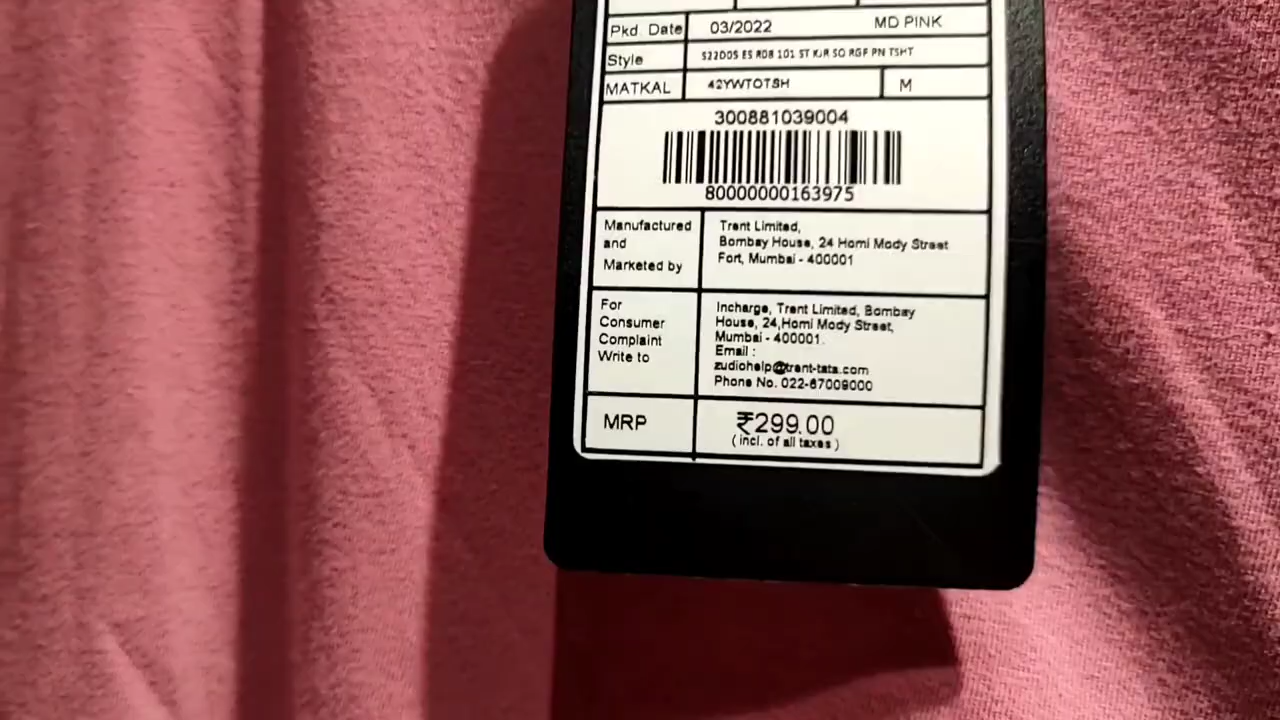 Pkd. Date 03/2022 MD PINK
Style S22DOS ES RDB 101 ST KJR SO RGF PN TSHT
MATKAL 42YWTOTSH M
300881039004
80000000163975
Manufactured and Marketed by
Trent Limited,
Bombay House, 24 Homi Mody Street
Fort, Mumbai - 400001
For Consumer Complaint Write to
Incharge, Trent Limited, Bombay
House, 24,Homi Mody Street,
Mumbai - 400001.
Email :
zudiohelp@trent-tata.com
Phone No. 022-67009000
MRP ₹299.00
( incl. of all taxes )